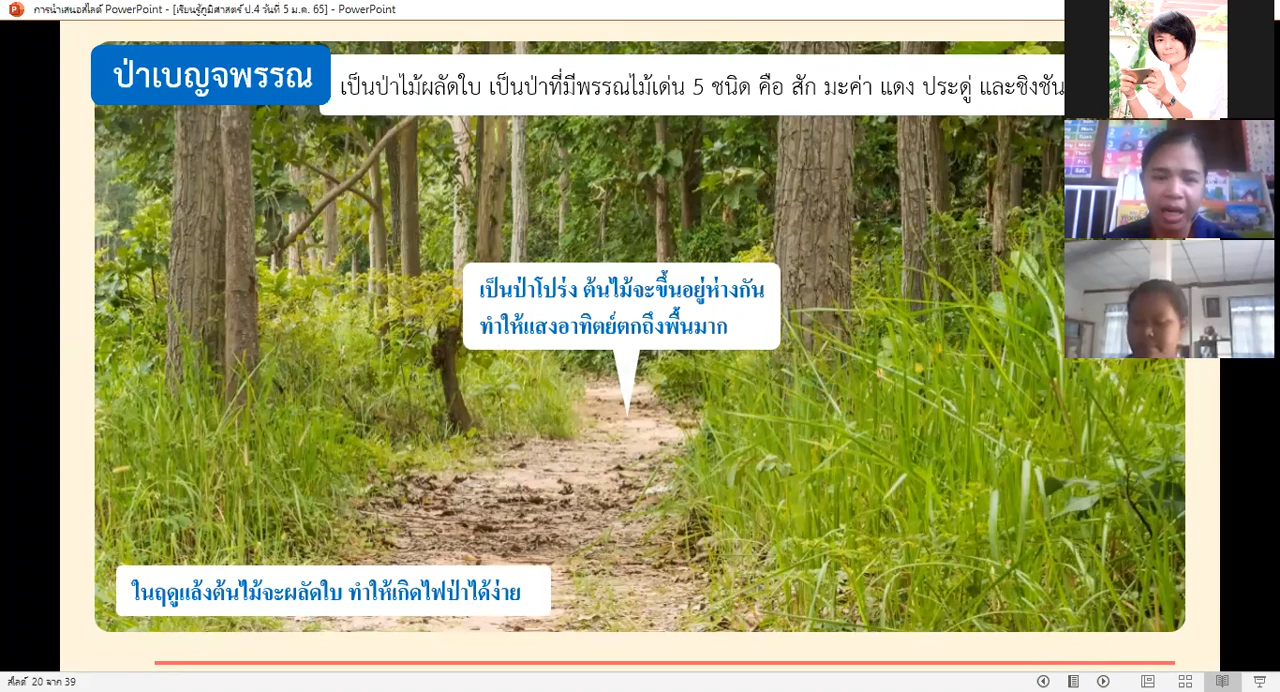 การนำเสนอสไลด์ PowerPoint - [เรียนรู้ภูมิศาสตร์ ป.4 วันที่ 5 ม.ค. 65] - PowerPoint
ป่าเบญจพรรณ
เป็นป่าไม้ผลัดใบ เป็นป่าที่มีพรรณไม้เด่น 5 ชนิด คือ สัก มะค่า แดง ประดู่ และชิงชัน
เป็นป่าโปร่ง ต้นไม้จะขึ้นอยู่ห่างกัน
ทำให้แสงอาทิตย์ตกถึงพื้นมาก
ในฤดูแล้งต้นไม้จะผลัดใบ ทำให้เกิดไฟป่าได้ง่าย
สไลด์ 20 จาก 39